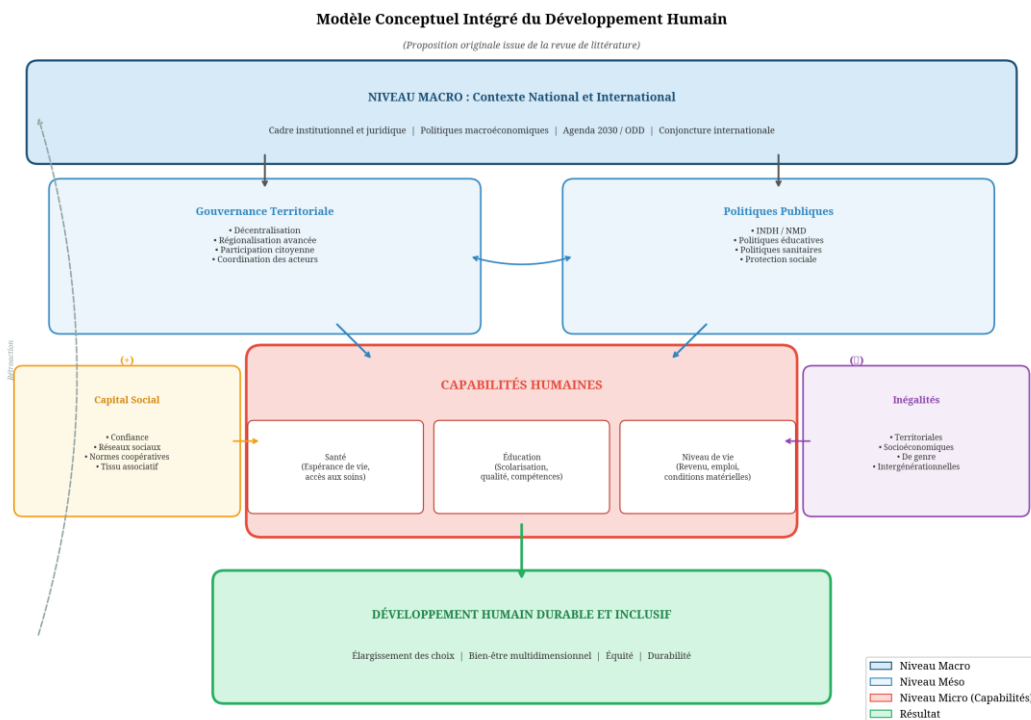 Modèle Conceptuel Intégré du Développement Humain
(Proposition originale issue de la revue de littérature)
NIVEAU MACRO : Contexte National et International
Cadre institutionnel et juridique | Politiques macroéconomiques | Agenda 2030 / ODD | Conjoncture internationale
Gouvernance Territoriale
• Décentralisation
• Régionalisation avancée
• Participation citoyenne
• Coordination des acteurs
Politiques Publiques
• INDH / NMD
• Politiques éducatives
• Politiques sanitaires
• Protection sociale
Rétroaction
(+)
Capital Social
• Confiance
• Réseaux sociaux
• Normes coopératives
• Tissu associatif
CAPABILITÉS HUMAINES
Santé
(Espérance de vie,
accès aux soins)
Éducation
(Scolarisation,
qualité, compétences)
Niveau de vie
(Revenu, emploi,
conditions matérielles)
Inégalités
• Territoriales
• Socioéconomiques
• De genre
• Intergénérationnelles
DÉVELOPPEMENT HUMAIN DURABLE ET INCLUSIF
Élargissement des choix | Bien-être multidimensionnel | Équité | Durabilité
Niveau Macro
Niveau Méso
Niveau Micro (Capabilités)
Résultat